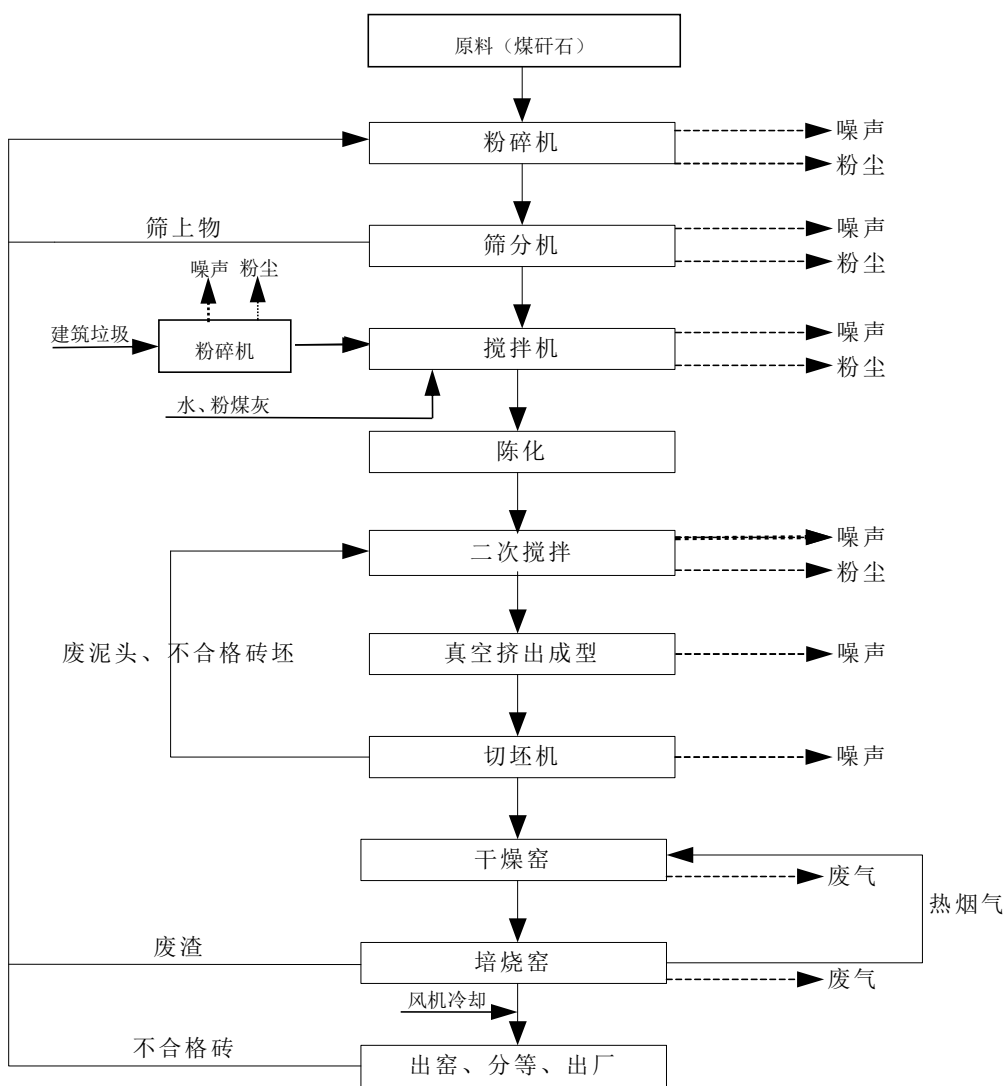 原料（煤矸石）
粉碎机
噪声
粉尘
筛上物
筛分机
噪声
粉尘
噪声
粉尘
建筑垃圾
粉碎机
搅拌机
噪声
粉尘
水、粉煤灰
陈化
二次搅拌
噪声
粉尘
废泥头、不合格砖坯
真空挤出成型
噪声
切坯机
噪声
干燥窑
废气
热烟气
废渣
培烧窑
废气
风机冷却
不合格砖
出窑、分等、出厂